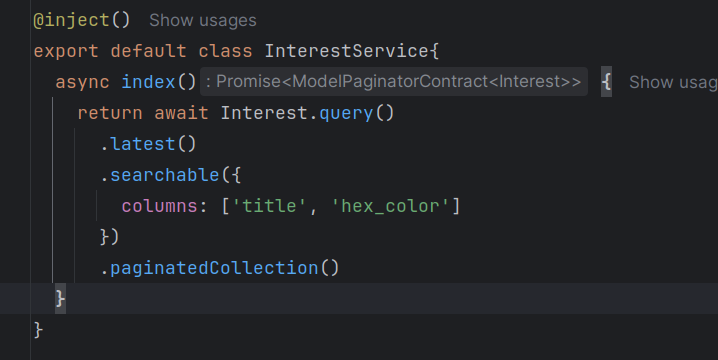 @inject() Show usages
export default class InterestService{
async index() : Promise<ModelPaginatorContract<Interest>> { Show usag
return await Interest.query()
.latest()
.searchable({
columns: ['title', 'hex_color']
})
.paginatedCollection()
}
}